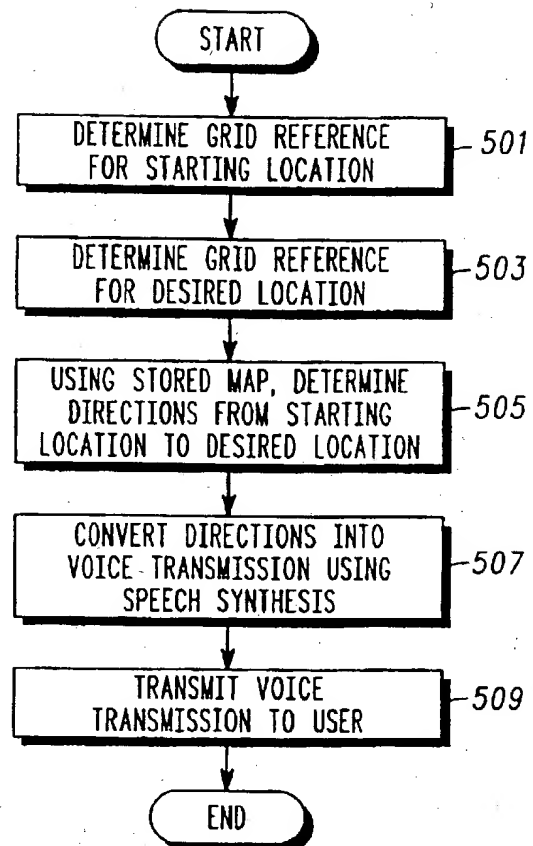 START
DETERMINE GRID REFERENCE
FOR STARTING LOCATION
501
DETERMINE GRID REFERENCE
FOR DESIRED LOCATION
503
USING STORED MAP, DETERMINE
DIRECTIONS FROM STARTING
LOCATION TO DESIRED LOCATION
505
CONVERT DIRECTIONS INTO
VOICE TRANSMISSION USING
SPEECH SYNTHESIS
507
TRANSMIT VOICE
TRANSMISSION TO USER
509
END